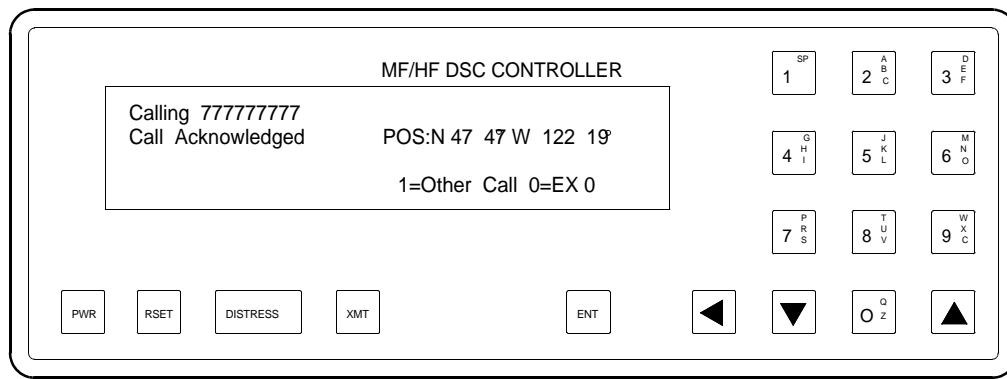 MF/HF DSC CONTROLLER
Calling 777777777
Call Acknowledged POS:N 47 47° W 122 19°
1=Other Call 0=EX 0
1 SP
2 A B C
3 D E F
4 G H I
5 J K L
6 M N O
7 P R S
8 T U V
9 W X C
O Q Z
PWR RSET DISTRESS XMT ENT